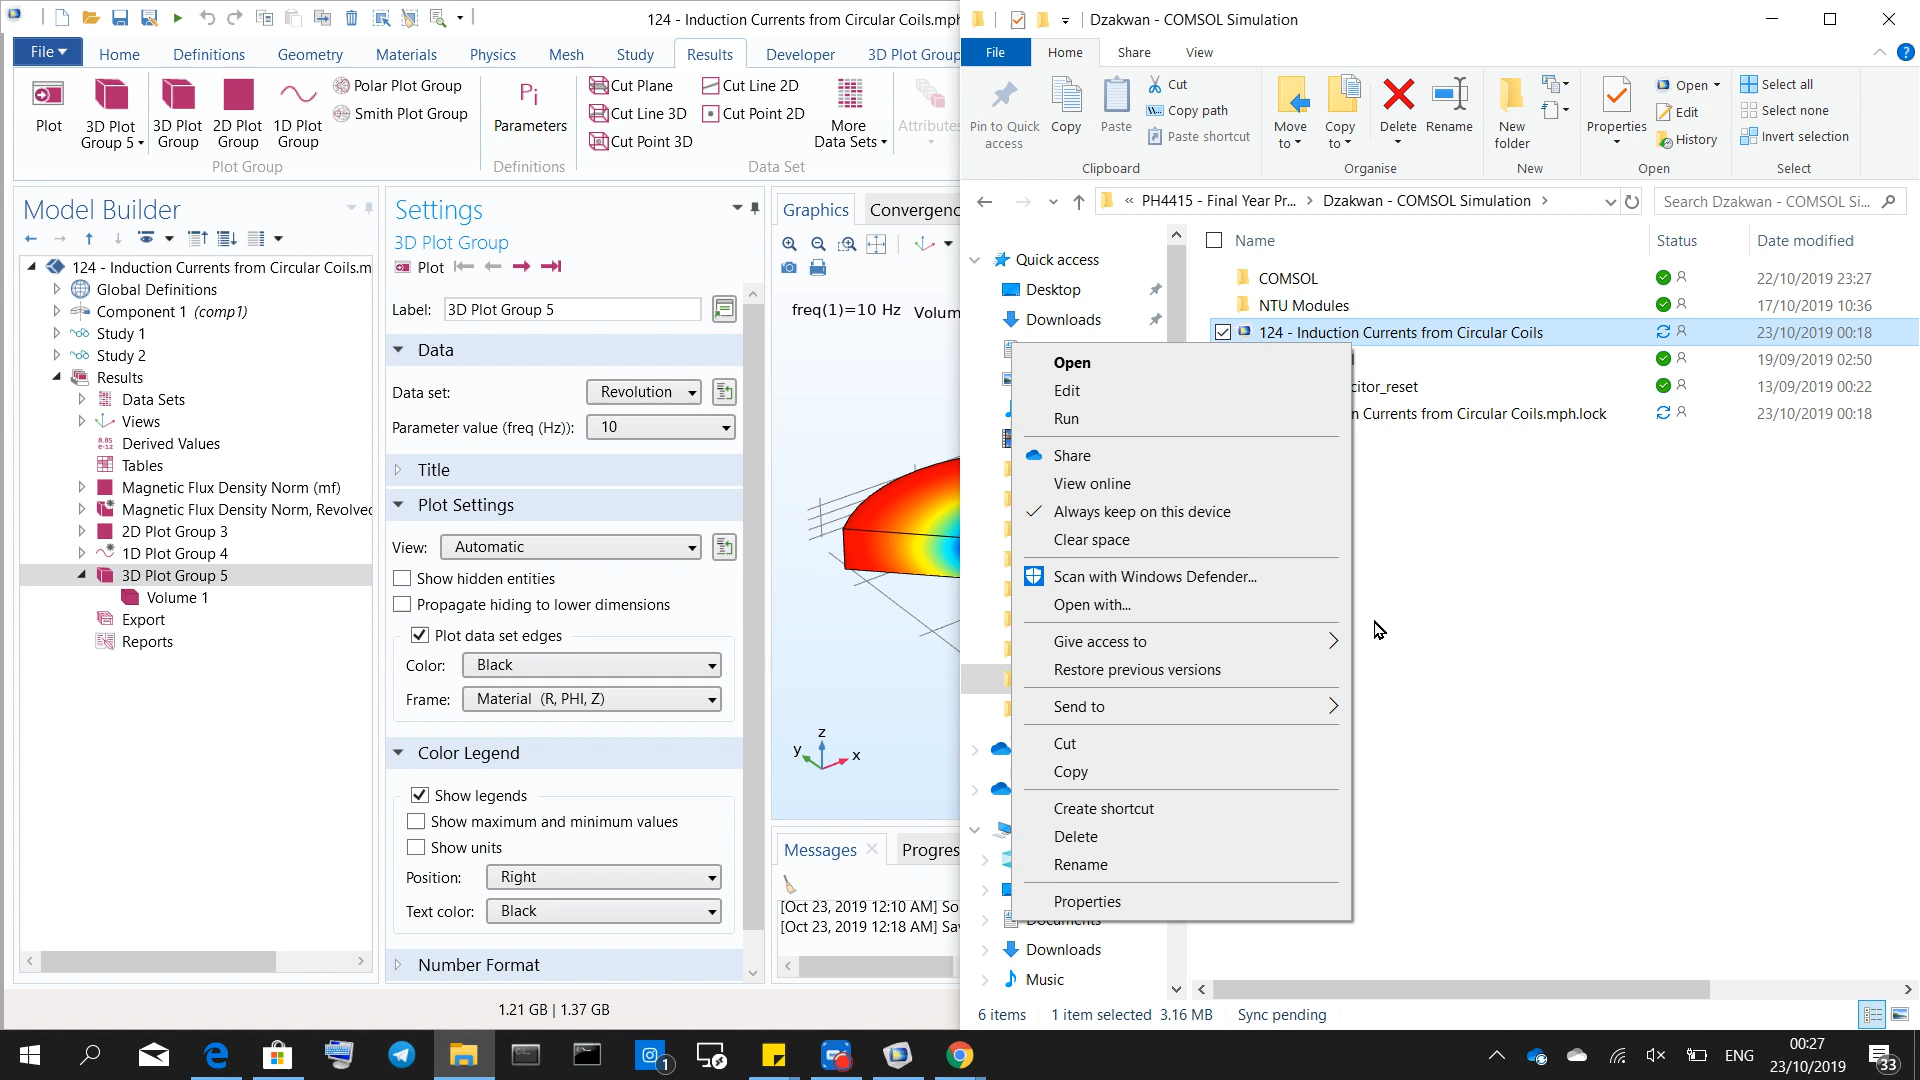 124 - Induction Currents from Circular Coils.mph
File
Home
Definitions
Geometry
Materials
Physics
Mesh
Study
Results
Developer
3D Plot Group
Plot
3D Plot
Group 5
3D Plot
Group
2D Plot
Group
1D Plot
Group
Polar Plot Group
Smith Plot Group
Plot Group
Parameters
Definitions
Cut Plane
Cut Line 3D
Cut Point 3D
Cut Line 2D
Cut Point 2D
More
Data Sets
Data Set
Attributes
Model Builder
124 - Induction Currents from Circular Coils.m
Global Definitions
Component 1 (comp1)
Study 1
Study 2
Results
Data Sets
Views
8.85
e-12
Derived Values
Tables
Magnetic Flux Density Norm (mf)
Magnetic Flux Density Norm, Revolved
2D Plot Group 3
1D Plot Group 4
3D Plot Group 5
Volume 1
Export
Reports
Settings
3D Plot Group
Plot
Label: 3D Plot Group 5
Data
Data set: Revolution
Parameter value (freq (Hz)): 10
Title
Plot Settings
View: Automatic
Show hidden entities
Propagate hiding to lower dimensions
Plot data set edges
Color: Black
Frame: Material (R, PHI, Z)
Color Legend
Show legends
Show maximum and minimum values
Show units
Position: Right
Text color: Black
Number Format
Graphics
Convergenc
freq(1)=10 Hz Volum
z
y
x
Messages
Progres
[Oct 23, 2019 12:10 AM] So
[Oct 23, 2019 12:18 AM] Sa
1.21 GB | 1.37 GB
Dzakwan - COMSOL Simulation
File
Home
Share
View
Pin to Quick
access
Copy
Paste
Cut
Copy path
Paste shortcut
Clipboard
Move
to
Copy
to
Delete
Rename
Organise
New
folder
New
Properties
Open
Edit
History
Open
Select all
Select none
Invert selection
Select
« PH4415 - Final Year Pr... > Dzakwan - COMSOL Simulation >
Search Dzakwan - COMSOL Si...
Quick access
Desktop
Downloads
Documents
Downloads
Music
Name
Status
Date modified
COMSOL 22/10/2019 23:27
NTU Modules 17/10/2019 10:36
124 - Induction Currents from Circular Coils 23/10/2019 00:18
19/09/2019 02:50
citor_reset 13/09/2019 00:22
n Currents from Circular Coils.mph.lock 23/10/2019 00:18
Open
Edit
Run
Share
View online
Always keep on this device
Clear space
Scan with Windows Defender...
Open with...
Give access to
Restore previous versions
Send to
Cut
Copy
Create shortcut
Delete
Rename
Properties
6 items
1 item selected 3.16 MB
Sync pending
1
ENG
00:27
23/10/2019
33